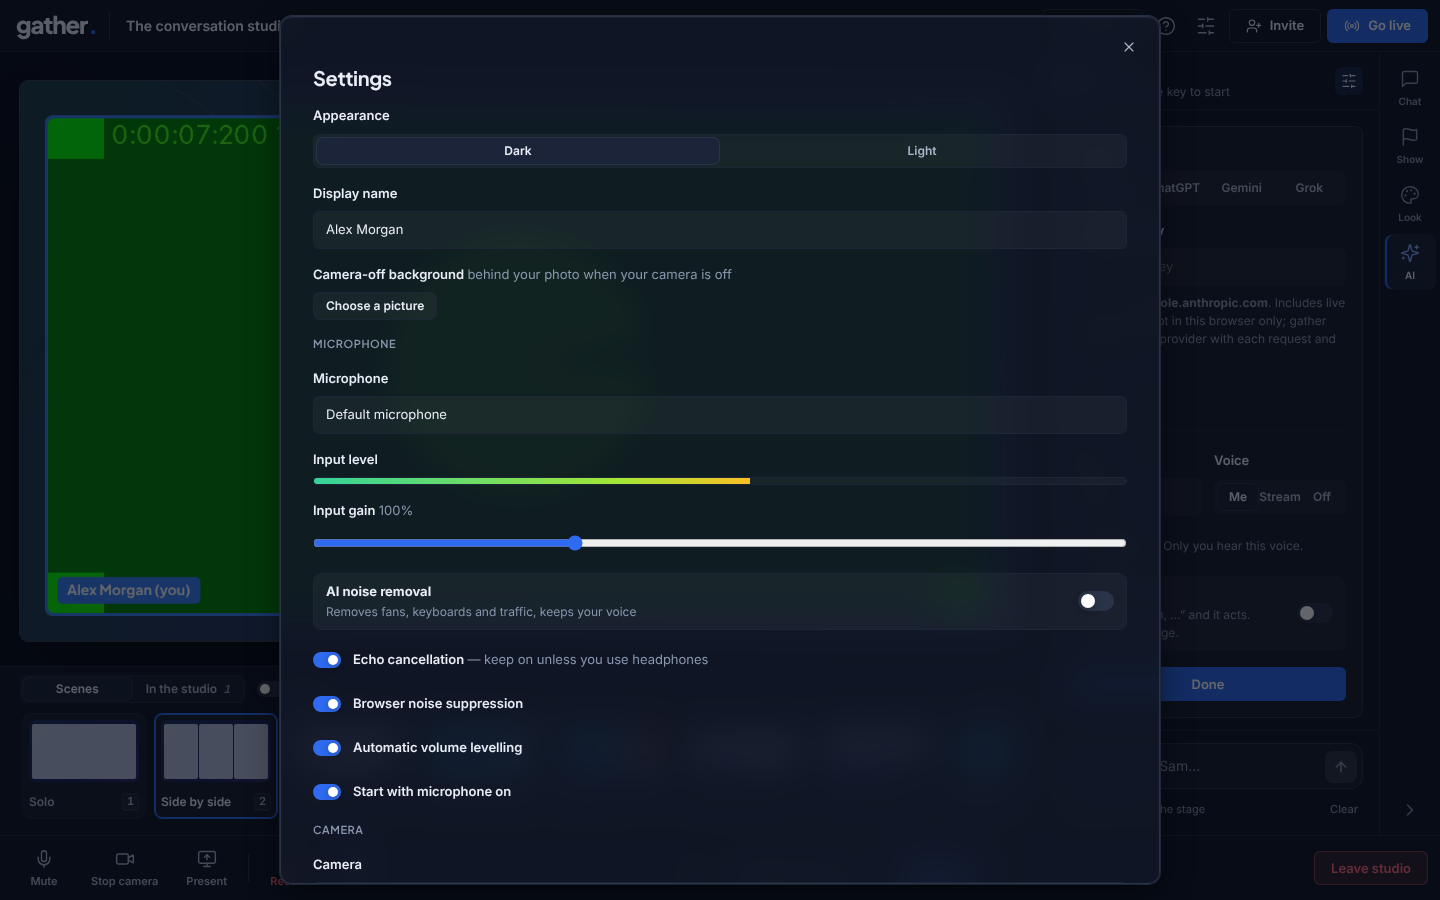 gather.
The conversation studi
Invite
Go live
Settings
Appearance
Dark
Light
Display name
Alex Morgan
Camera-off background behind your photo when your camera is off
Choose a picture
MICROPHONE
Microphone
Default microphone
Input level
Input gain 100%
AI noise removal
Removes fans, keyboards and traffic, keeps your voice
Echo cancellation — keep on unless you use headphones
Browser noise suppression
Automatic volume levelling
Start with microphone on
CAMERA
Camera
0:00:07:200
Alex Morgan (you)
Scenes
In the studio 1
Solo
1
Side by side
2
Mute
Stop camera
Present
Re
key to start
hatGPT
Gemini
Grok
y
ey
ole.anthropic.com. Includes live
t in this browser only; gather
provider with each request and
Voice
Me
Stream
Off
Only you hear this voice.
, ..." and it acts.
ge.
Done
Sam...
he stage
Clear
Chat
Show
Look
AI
Leave studio